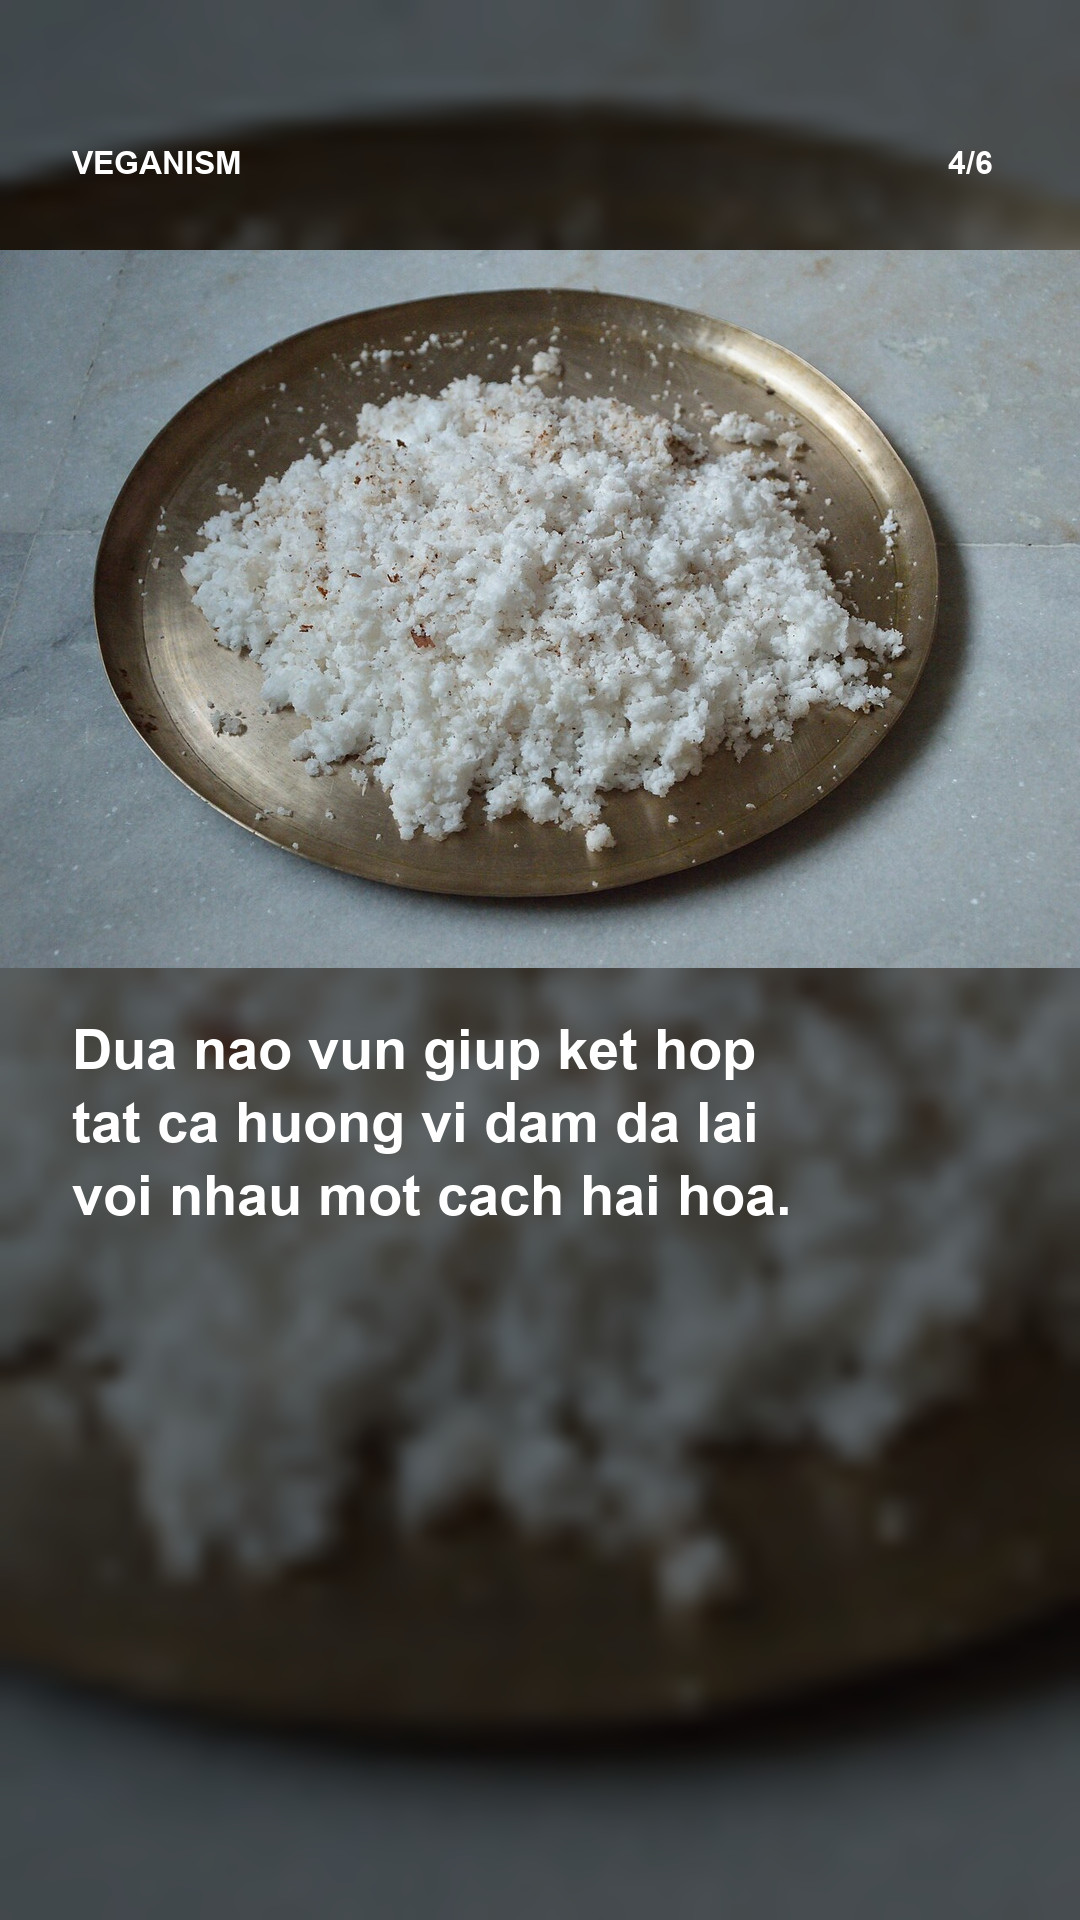 VEGANISM
4/6
Dua nao vun giup ket hop
tat ca huong vi dam da lai
voi nhau mot cach hai hoa.